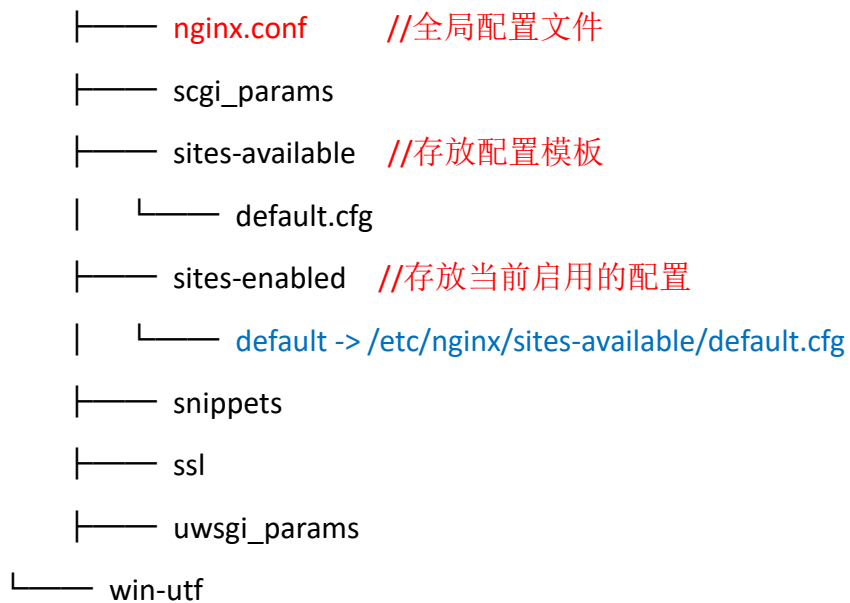 ├── nginx.conf //全局配置文件
├── scgi_params
├── sites-available //存放配置模板
│ └── default.cfg
├── sites-enabled //存放当前启用的配置
│ └── default -> /etc/nginx/sites-available/default.cfg
├── snippets
├── ssl
├── uwsgi_params
└── win-utf